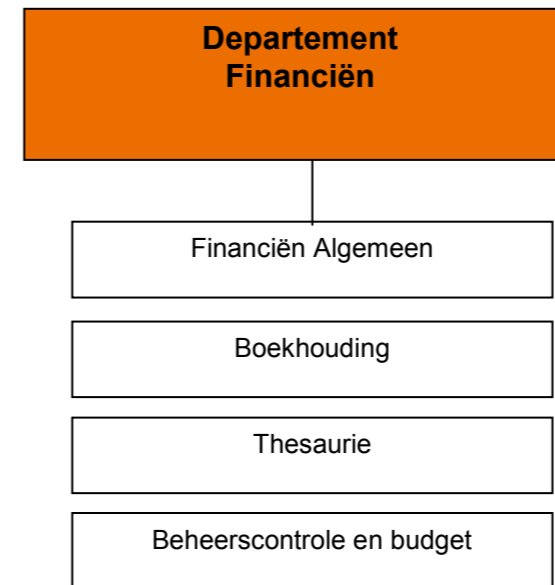 Departement
Financiën
Financiën Algemeen
Boekhouding
Thesaurie
Beheerscontrole en budget